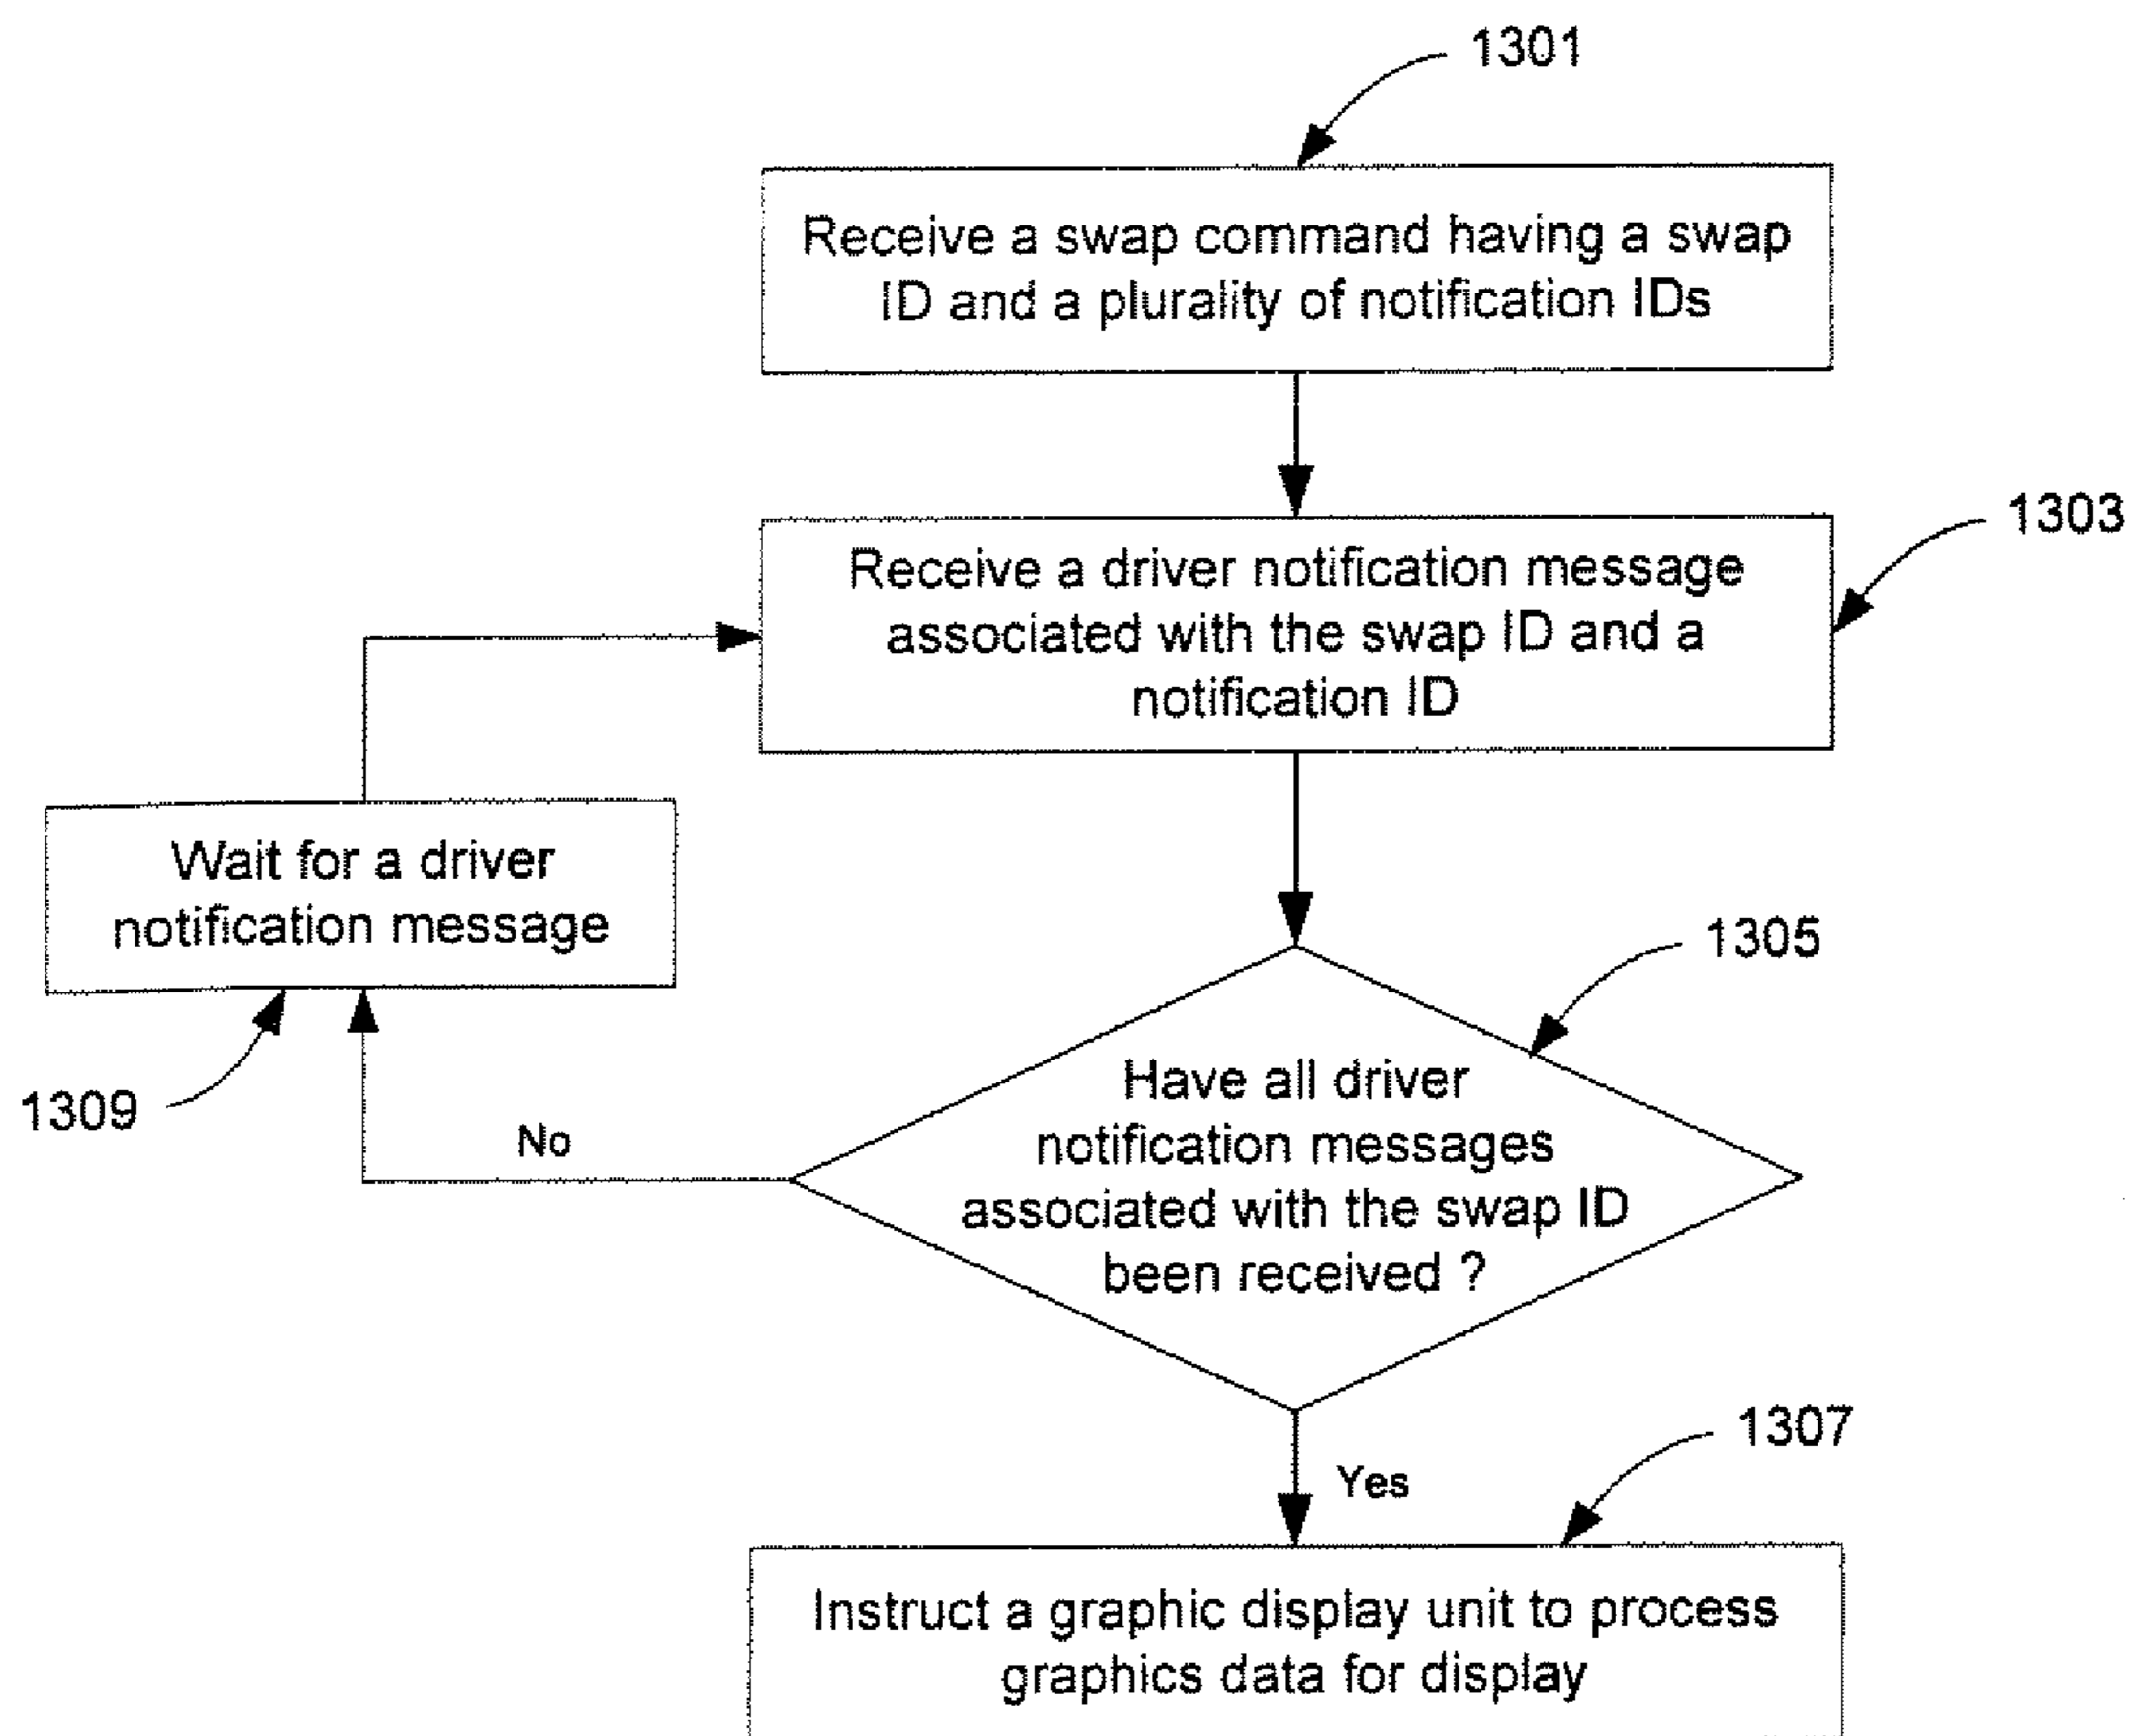 1301
Receive a swap command having a swap
ID and a plurality of notification IDs
1303
Receive a driver notification message
associated with the swap ID and a
notification ID
Wait for a driver
notification message
1309
No
1305
Have all driver
notification messages
associated with the swap ID
been received ?
Yes
1307
Instruct a graphic display unit to process
graphics data for display